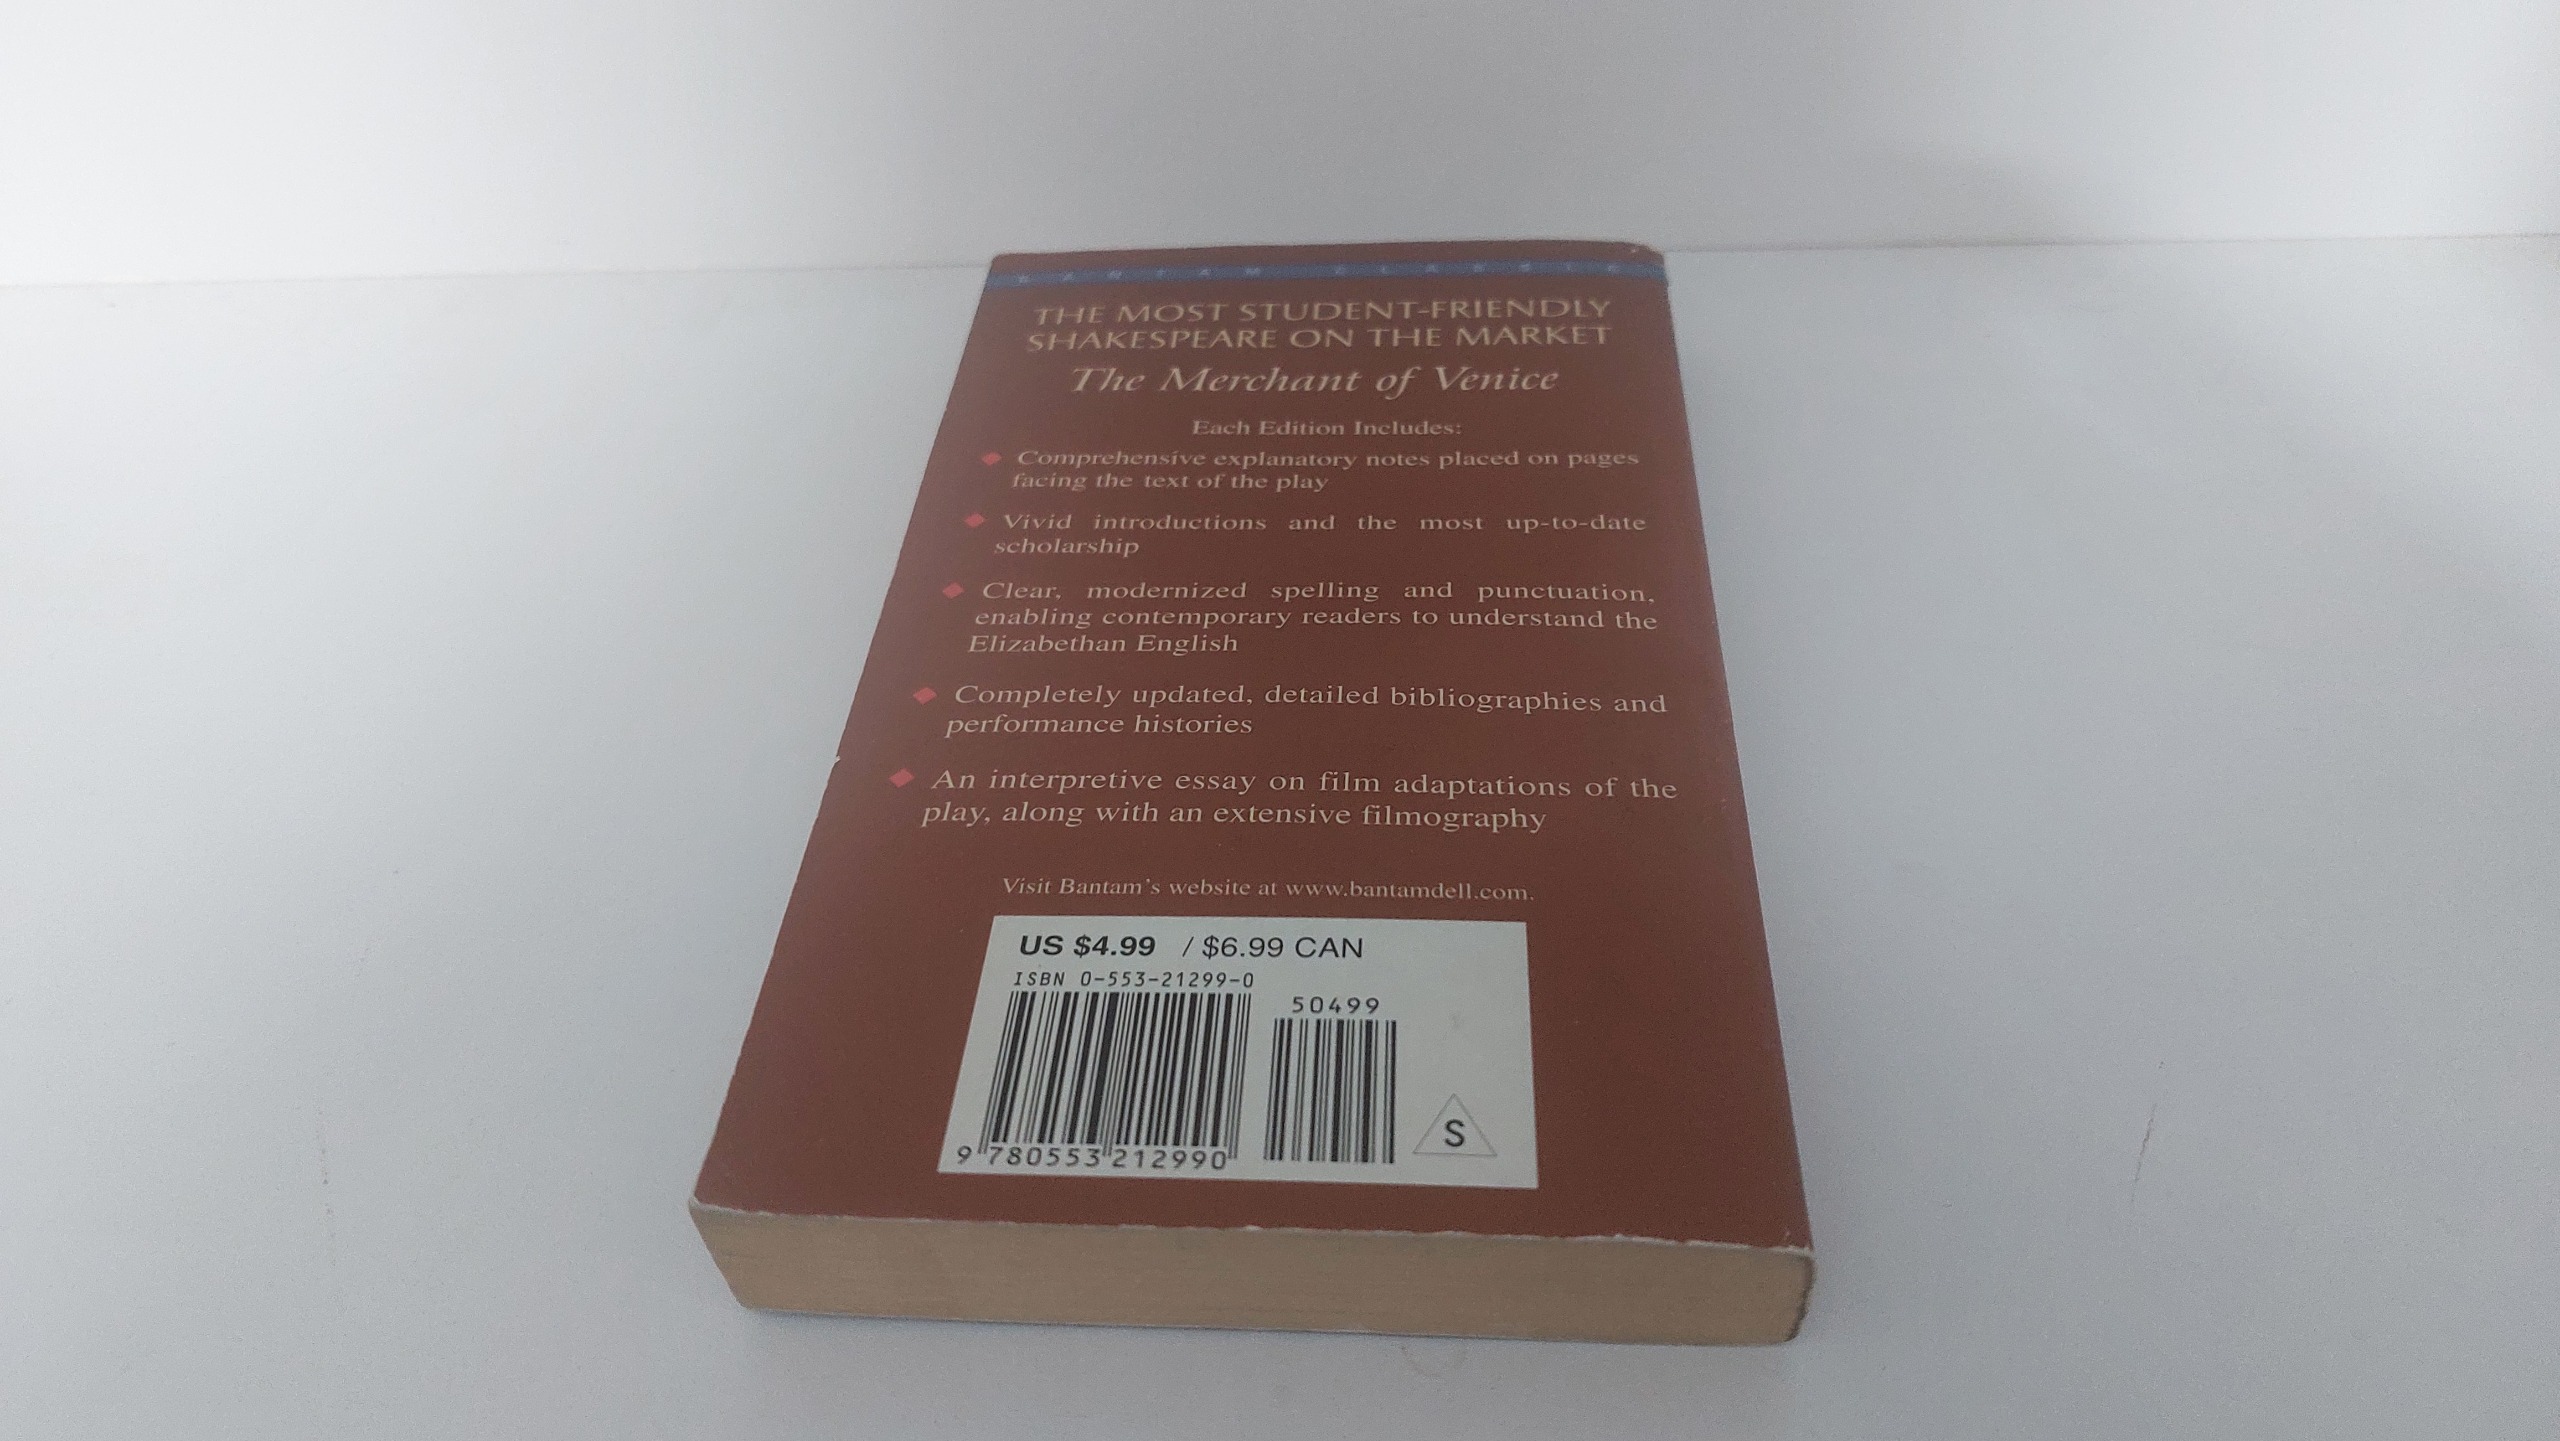 BANTAM CLASSIC
THE MOST STUDENT-FRIENDLY
SHAKESPEARE ON THE MARKET
The Merchant of Venice
Each Edition Includes:
Comprehensive explanatory notes placed on pages
facing the text of the play
Vivid introductions and the most up-to-date
scholarship
Clear, modernized spelling and punctuation,
enabling contemporary readers to understand the
Elizabethan English
Completely updated, detailed bibliographies and
performance histories
An interpretive essay on film adaptations of the
play, along with an extensive filmography
Visit Bantam's website at www.bantamdell.com.
US $4.99 / $6.99 CAN
ISBN 0-553-21299-0
50499
S
9 780553 212990